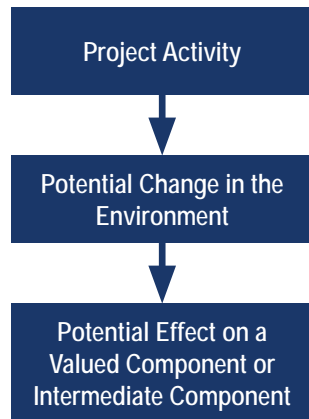 Project Activity
Potential Change in the
Environment
Potential Effect on a
Valued Component or
Intermediate Component